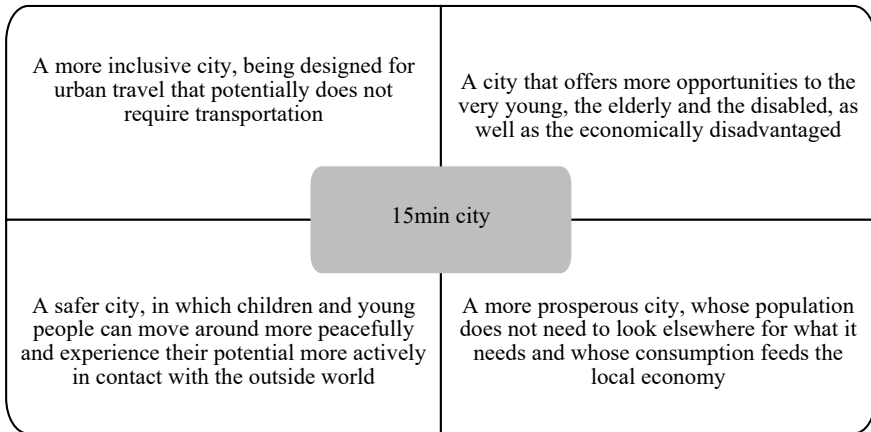 A more inclusive city, being designed for
urban travel that potentially does not
require transportation
A city that offers more opportunities to the
very young, the elderly and the disabled, as
well as the economically disadvantaged
15min city
A safer city, in which children and young
people can move around more peacefully
and experience their potential more actively
in contact with the outside world
A more prosperous city, whose population
does not need to look elsewhere for what it
needs and whose consumption feeds the
local economy